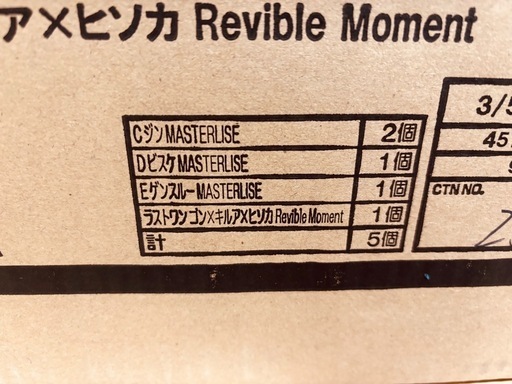 ア×ヒソカ Revible Moment
CジンMASTERLISE 2個
DビスケMASTERLISE 1個
EゲンスルーMASTERLISE 1個
ラストワン ゴン×キルア×ヒソカ Revible Moment 1個
計 5個
3/5
45
CTN NO.